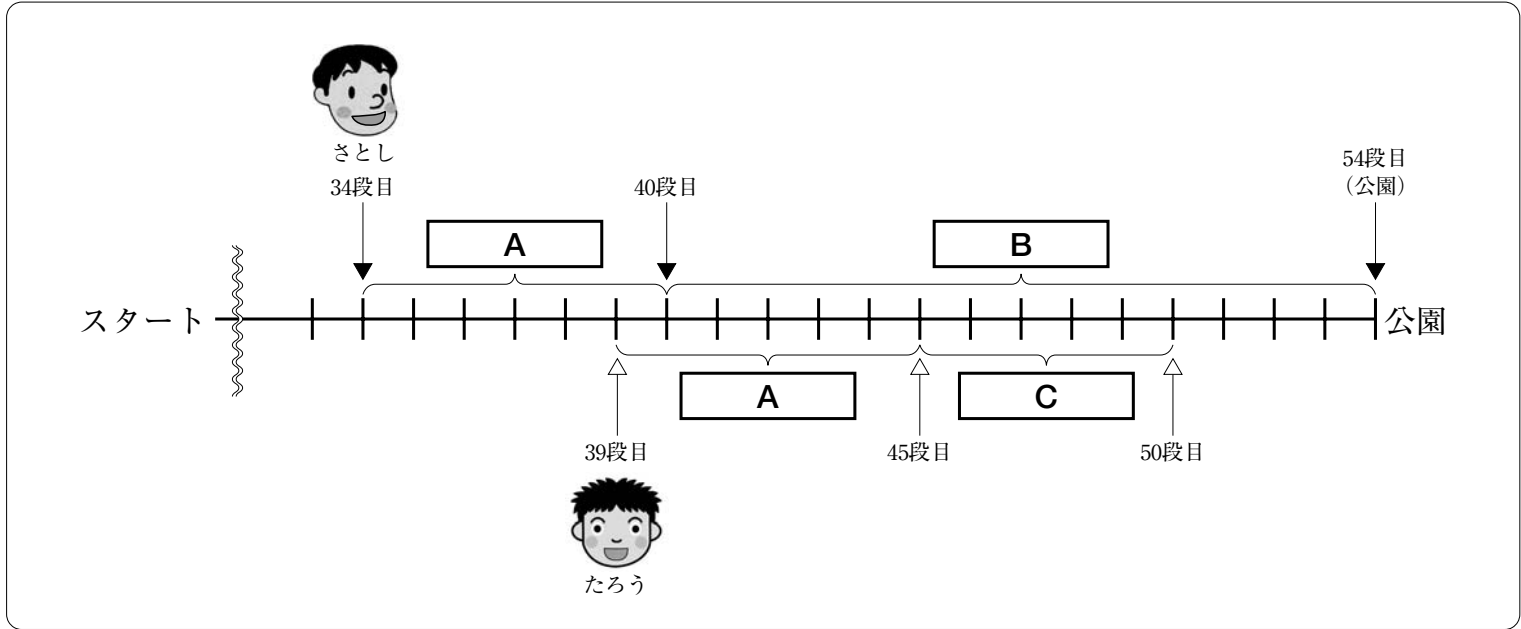 さとし
34段目
40段目
54段目
（公園）
A
B
スタート
公園
A
C
39段目
45段目
50段目
たろう